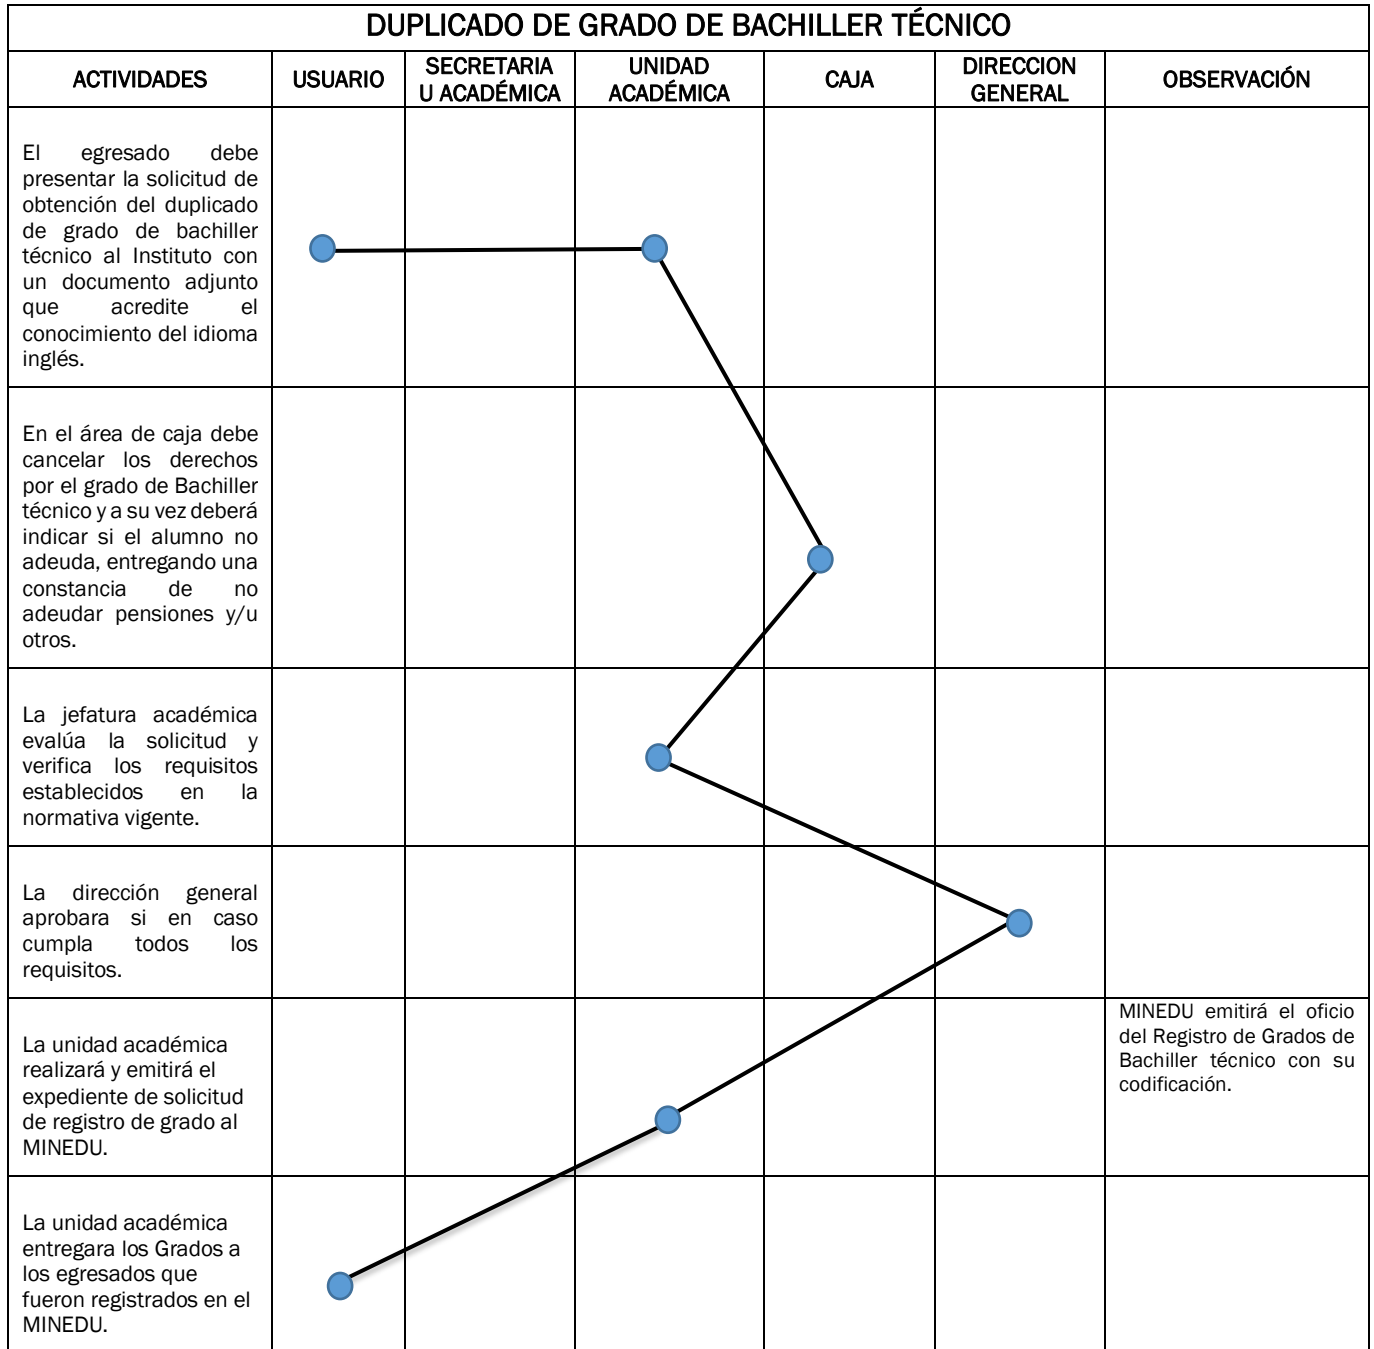 DUPLICADO DE GRADO DE BACHILLER TÉCNICO
ACTIVIDADES
USUARIO
SECRETARIA
U ACADÉMICA
UNIDAD
ACADÉMICA
CAJA
DIRECCION
GENERAL
OBSERVACIÓN
El egresado debe
presentar la solicitud de
obtención del duplicado
de grado de bachiller
técnico al Instituto con
un documento adjunto
que acredite el
conocimiento del idioma
inglés.
En el área de caja debe
cancelar los derechos
por el grado de Bachiller
técnico y a su vez deberá
indicar si el alumno no
adeuda, entregando una
constancia de no
adeudar pensiones y/u
otros.
La jefatura académica
evalúa la solicitud y
verifica los requisitos
establecidos en la
normativa vigente.
La dirección general
aprobara si en caso
cumpla todos los
requisitos.
La unidad académica
realizará y emitirá el
expediente de solicitud
de registro de grado al
MINEDU.
MINEDU emitirá el oficio
del Registro de Grados de
Bachiller técnico con su
codificación.
La unidad académica
entregara los Grados a
los egresados que
fueron registrados en el
MINEDU.